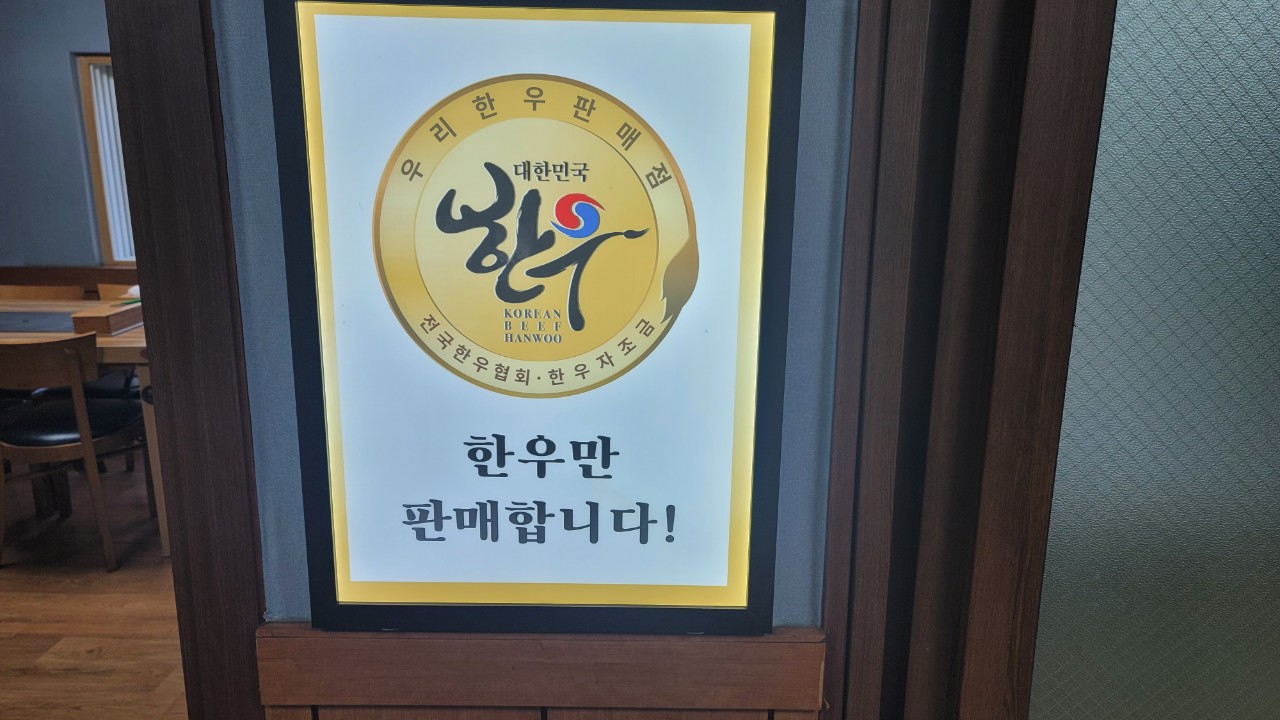 우리한우판매점
대한민국
한우
KOREAN
BEEF
HANWOO
전국한우협회·한우자조금
한우만
판매합니다!